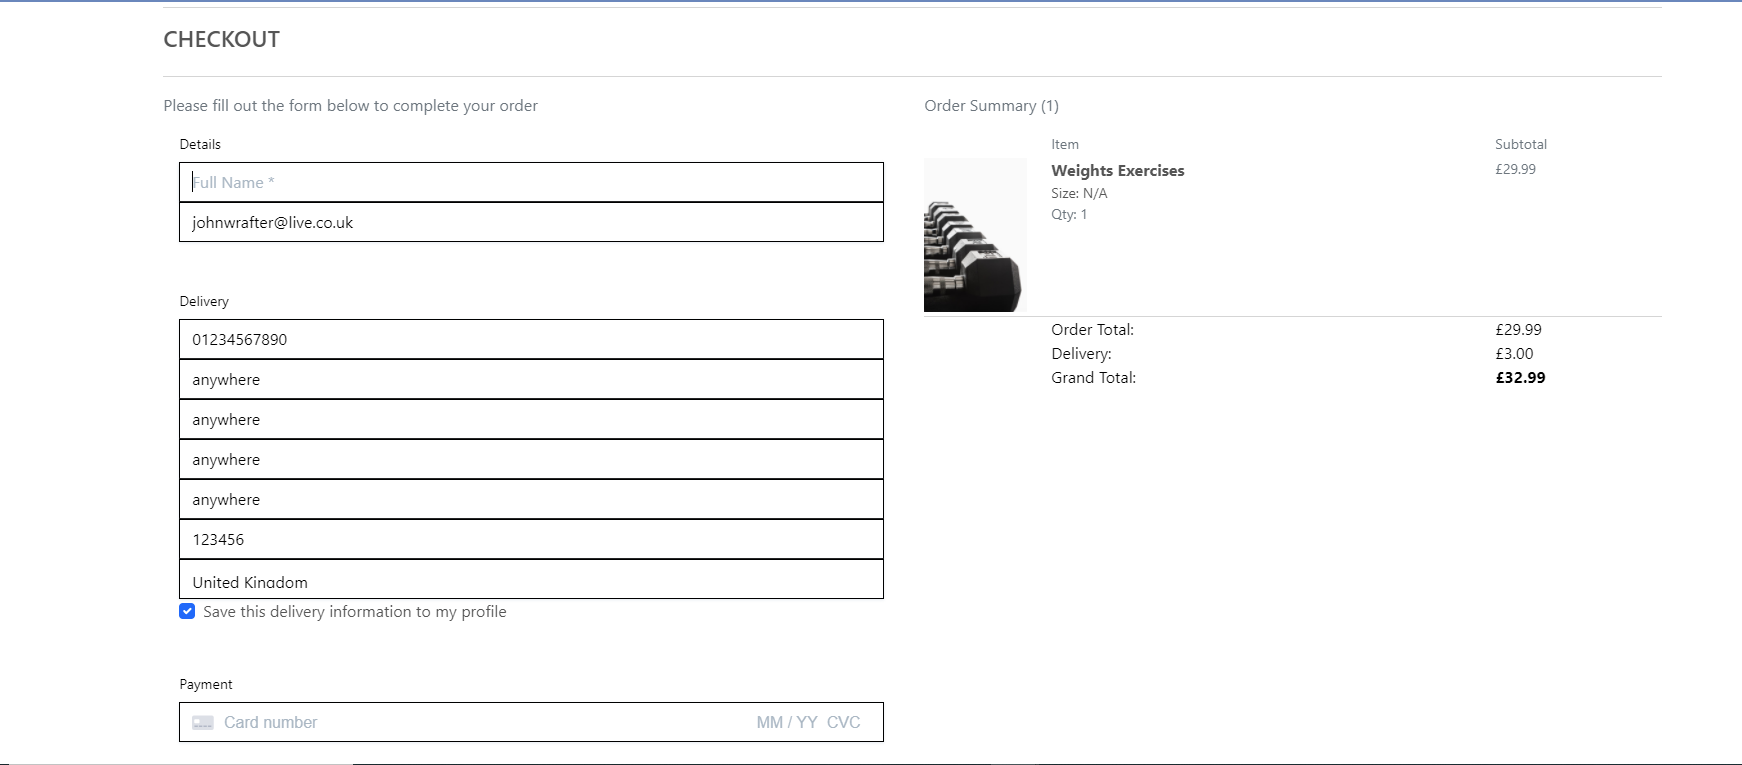 CHECKOUT
Please fill out the form below to complete your order
Details
Full Name *
johnwrafter@live.co.uk
Delivery
01234567890
anywhere
anywhere
anywhere
anywhere
123456
United Kingdom
Save this delivery information to my profile
Payment
Card number MM / YY CVC
Order Summary (1)
Item Subtotal
Weights Exercises £29.99
Size: N/A
Qty: 1
Order Total: £29.99
Delivery: £3.00
Grand Total: £32.99